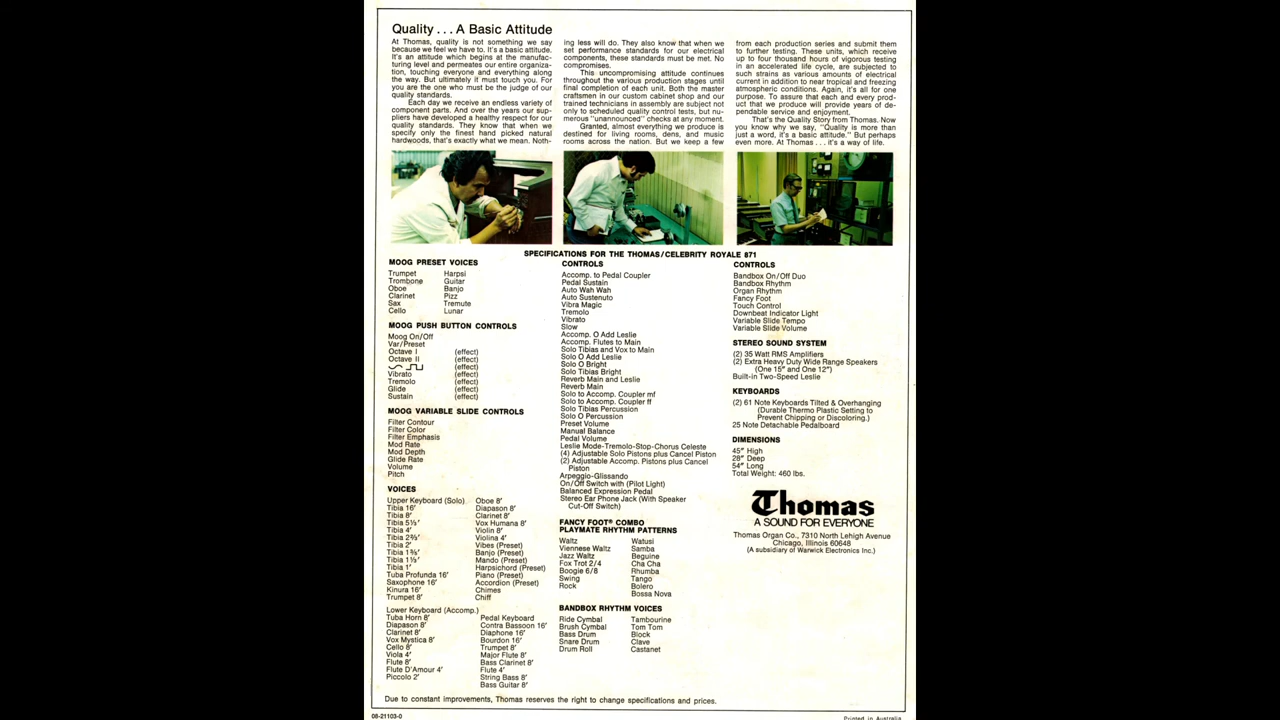 Quality . . . A Basic Attitude
At Thomas, quality is not something we say
because we feel we have to. It's a basic attitude.
It's an attitude which begins at the manufac-
turing level and permeates our entire organiza-
tion, touching everyone and everything along
the way. But ultimately it must touch you. For
you are the one who must be the judge of our
quality standards.
Each day we receive an endless variety of
component parts. And over the years our sup-
pliers have developed a healthy respect for our
quality standards. They know that when we
specify only the finest hand picked natural
hardwoods, that's exactly what we mean. Noth-
ing less will do. They also know that when we
set performance standards for our electrical
components, these standards must be met. No
compromises.
This uncompromising attitude continues
throughout the various production stages until
final completion of each unit. Both the master
craftsmen in our custom cabinet shop and our
trained technicians in assembly are subject not
only to scheduled quality control tests, but nu-
merous "unannounced" checks at any moment.
Granted, almost everything we produce is
destined for living rooms, dens, and music
rooms across the nation. But we keep a few
from each production series and submit them
to further testing. These units, which receive
up to four thousand hours of vigorous testing
in an accelerated life cycle, are subjected to
such strains as various amounts of electrical
current in addition to near tropical and freezing
atmospheric conditions. Again, it's all for one
purpose. To assure that each and every prod-
uct that we produce will provide years of de-
pendable service and enjoyment.
That's the Quality Story from Thomas. Now
you know why we say, "Quality is more than
just a word, it's a basic attitude." But perhaps
even more. At Thomas . . . it's a way of life.
SPECIFICATIONS FOR THE THOMAS/CELEBRITY ROYALE 871
MOOG PRESET VOICES
Trumpet Harpsi
Trombone Guitar
Oboe Banjo
Clarinet Pizz
Sax Tremute
Cello Lunar
MOOG PUSH BUTTON CONTROLS
Moog On/Off
Var/Preset
Octave I (effect)
Octave II (effect)
(effect)
Vibrato (effect)
Tremolo (effect)
Glide (effect)
Sustain (effect)
MOOG VARIABLE SLIDE CONTROLS
Filter Contour
Filter Color
Filter Emphasis
Mod Rate
Mod Depth
Glide Rate
Volume
Pitch
VOICES
Upper Keyboard (Solo) Oboe 8'
Tibia 16' Diapason 8'
Tibia 8' Clarinet 8'
Tibia 5⅓' Vox Humana 8'
Tibia 4' Violin 8'
Tibia 2⅔' Violina 4'
Tibia 2' Vibes (Preset)
Tibia 1⅗' Banjo (Preset)
Tibia 1⅓' Mando (Preset)
Tibia 1' Harpsichord (Preset)
Tuba Profunda 16' Piano (Preset)
Saxophone 16' Accordion (Preset)
Kinura 16' Chimes
Trumpet 8' Chiff
Lower Keyboard (Accomp.)
Tuba Horn 8' Pedal Keyboard
Diapason 8' Contra Bassoon 16'
Clarinet 8' Diaphone 16'
Vox Mystica 8' Bourdon 16'
Cello 8' Trumpet 8'
Viola 4' Major Flute 8'
Flute 8' Bass Clarinet 8'
Flute D'Amour 4' Flute 4'
Piccolo 2' String Bass 8'
Bass Guitar 8'
CONTROLS
Accomp. to Pedal Coupler
Pedal Sustain
Auto Wah Wah
Auto Sustenuto
Vibra Magic
Tremolo
Vibrato
Slow
Accomp. O Add Leslie
Accomp. Flutes to Main
Solo Tibias and Vox to Main
Solo O Add Leslie
Solo O Bright
Solo Tibias Bright
Reverb Main and Leslie
Reverb Main
Solo to Accomp. Coupler mf
Solo to Accomp. Coupler ff
Solo Tibias Percussion
Solo O Percussion
Preset Volume
Manual Balance
Pedal Volume
Leslie Mode-Tremolo-Stop-Chorus Celeste
(4) Adjustable Solo Pistons plus Cancel Piston
(2) Adjustable Accomp. Pistons plus Cancel
Piston
Arpeggio-Glissando
On/Off Switch with (Pilot Light)
Balanced Expression Pedal
Stereo Ear Phone Jack (With Speaker
Cut-Off Switch)
FANCY FOOT® COMBO
PLAYMATE RHYTHM PATTERNS
Waltz Watusi
Viennese Waltz Samba
Jazz Waltz Beguine
Fox Trot 2/4 Cha Cha
Boogie 6/8 Rhumba
Swing Tango
Rock Bolero
Bossa Nova
BANDBOX RHYTHM VOICES
Ride Cymbal Tambourine
Brush Cymbal Tom Tom
Bass Drum Block
Snare Drum Clave
Drum Roll Castanet
CONTROLS
Bandbox On/Off Duo
Bandbox Rhythm
Organ Rhythm
Fancy Foot
Touch Control
Downbeat Indicator Light
Variable Slide Tempo
Variable Slide Volume
STEREO SOUND SYSTEM
(2) 35 Watt RMS Amplifiers
(2) Extra Heavy Duty Wide Range Speakers
(One 15" and One 12")
Built-in Two-Speed Leslie
KEYBOARDS
(2) 61 Note Keyboards Tilted & Overhanging
(Durable Thermo Plastic Setting to
Prevent Chipping or Discoloring.)
25 Note Detachable Pedalboard
DIMENSIONS
45" High
28" Deep
54" Long
Total Weight: 460 lbs.
Thomas
A SOUND FOR EVERYONE
Thomas Organ Co., 7310 North Lehigh Avenue
Chicago, Illinois 60648
(A subsidiary of Warwick Electronics Inc.)
Due to constant improvements, Thomas reserves the right to change specifications and prices.
08-21103-0
Printed in Australia